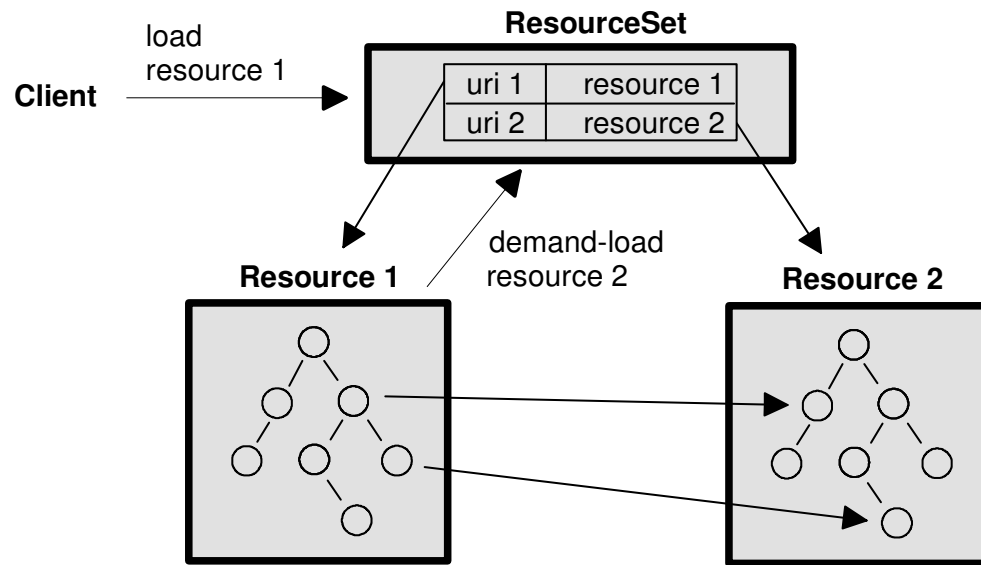 ResourceSet
load
resource 1
Client
uri 1 resource 1
uri 2 resource 2
demand-load
resource 2
Resource 1
Resource 2